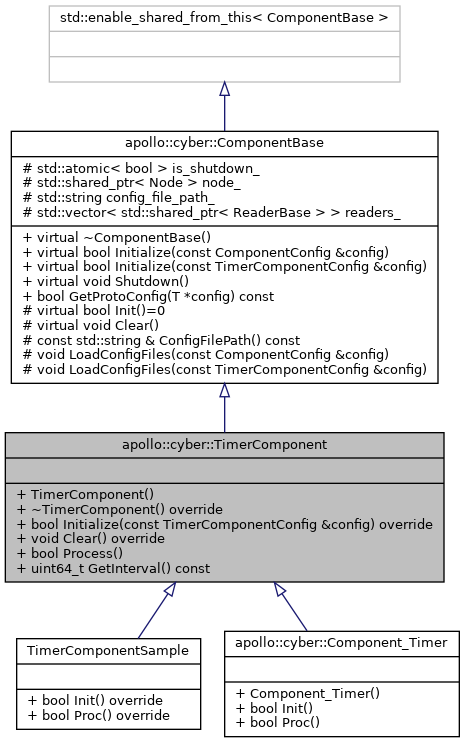 std::enable_shared_from_this< ComponentBase >
apollo::cyber::ComponentBase
# std::atomic< bool > is_shutdown_
# std::shared_ptr< Node > node_
# std::string config_file_path_
# std::vector< std::shared_ptr< ReaderBase > > readers_
+ virtual ~ComponentBase()
+ virtual bool Initialize(const ComponentConfig &config)
+ virtual bool Initialize(const TimerComponentConfig &config)
+ virtual void Shutdown()
+ bool GetProtoConfig(T *config) const
# virtual bool Init()=0
# virtual void Clear()
# const std::string & ConfigFilePath() const
# void LoadConfigFiles(const ComponentConfig &config)
# void LoadConfigFiles(const TimerComponentConfig &config)
apollo::cyber::TimerComponent
+ TimerComponent()
+ ~TimerComponent() override
+ bool Initialize(const TimerComponentConfig &config) override
+ void Clear() override
+ bool Process()
+ uint64_t GetInterval() const
TimerComponentSample
+ bool Init() override
+ bool Proc() override
apollo::cyber::Component_Timer
+ Component_Timer()
+ bool Init()
+ bool Proc()